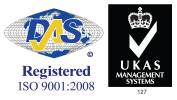 DAS
©
Registered
ISO 9001:2008
UKAS
MANAGEMENT
SYSTEMS
127